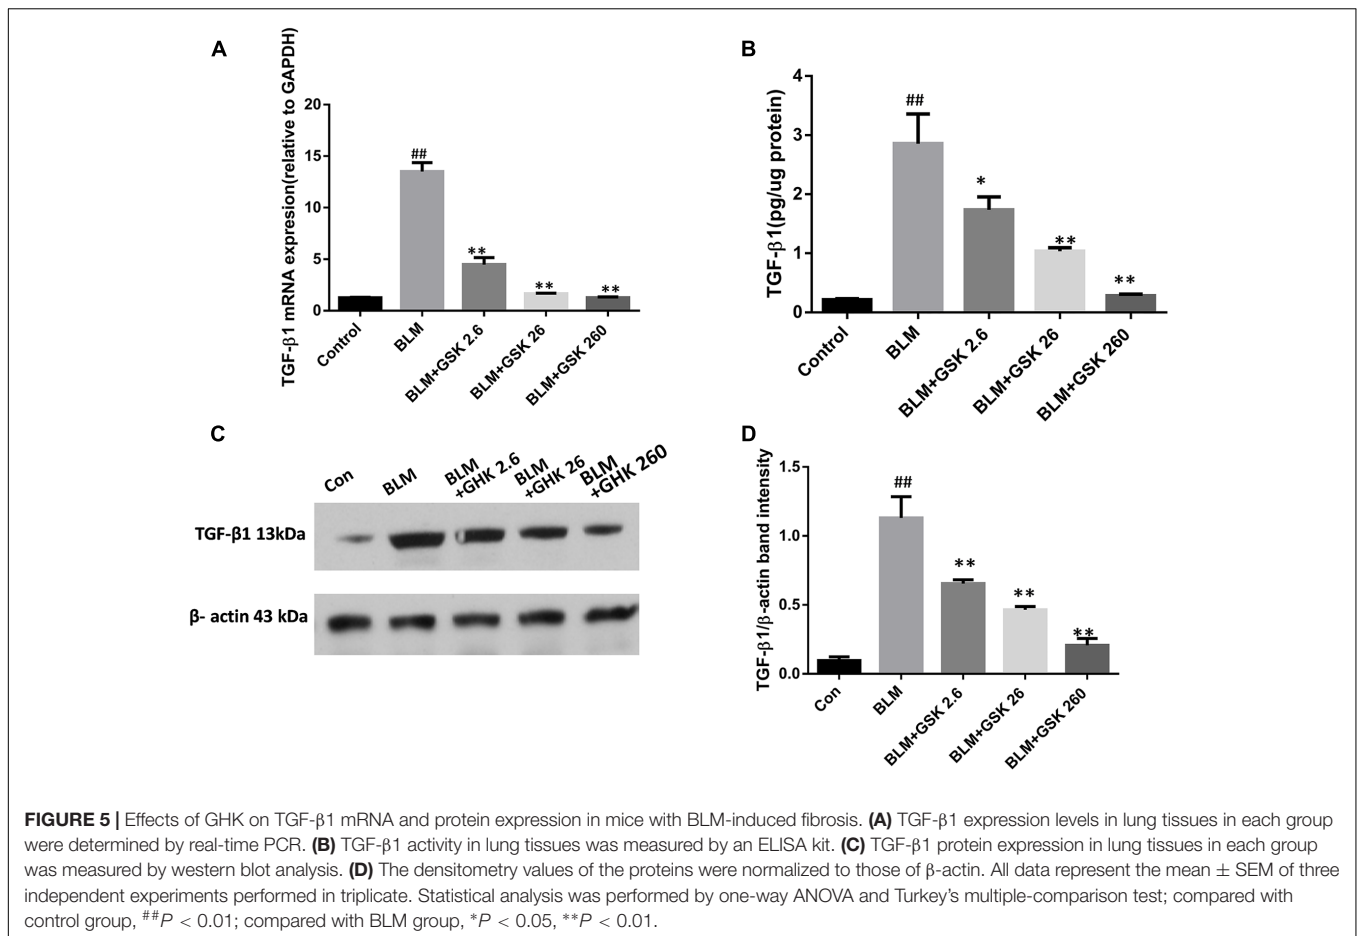 A
TGF-β1 mRNA expresion(relative to GAPDH)
20
15
10
5
0
##
**
**
**
Control
BLM
BLM+GSK 2.6
BLM+GSK 26
BLM+GSK 260
B
TGF-β1(pg/ug protein)
4
3
2
1
0
##
*
**
**
Control
BLM
BLM+GSK 2.6
BLM+GSK 26
BLM+GSK 260
C
Con
BLM
BLM
+GHK 2.6
BLM
+GHK 26
BLM
+GHK 260
TGF-β1 13kDa
β- actin 43 kDa
D
TGF-β1/β-actin band intensity
1.5
1.0
0.5
0.0
##
**
**
**
Con
BLM
BLM+GSK 2.6
BLM+GSK 26
BLM+GSK 260
FIGURE 5 | Effects of GHK on TGF-β1 mRNA and protein expression in mice with BLM-induced fibrosis. (A) TGF-β1 expression levels in lung tissues in each group
were determined by real-time PCR. (B) TGF-β1 activity in lung tissues was measured by an ELISA kit. (C) TGF-β1 protein expression in lung tissues in each group
was measured by western blot analysis. (D) The densitometry values of the proteins were normalized to those of β-actin. All data represent the mean ± SEM of three
independent experiments performed in triplicate. Statistical analysis was performed by one-way ANOVA and Turkey's multiple-comparison test; compared with
control group, ##P < 0.01; compared with BLM group, *P < 0.05, **P < 0.01.